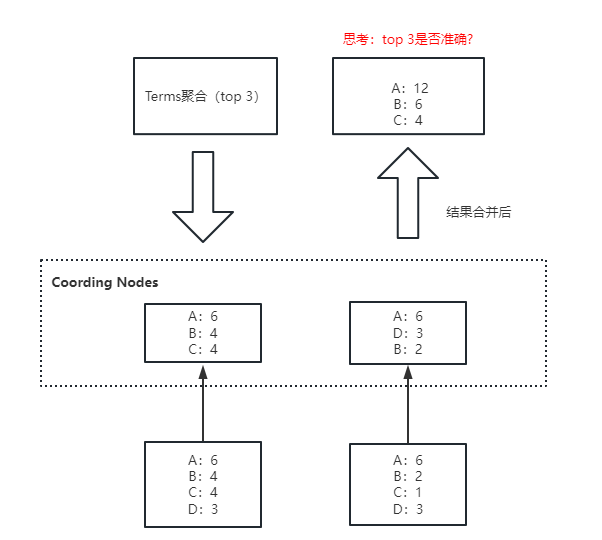 思考：top 3是否准确?
Terms聚合（top 3）
A：12
B：6
C：4
结果合并后
Coording Nodes
A：6
B：4
C：4
A：6
D：3
B：2
A：6
B：4
C：4
D：3
A：6
B：2
C：1
D：3